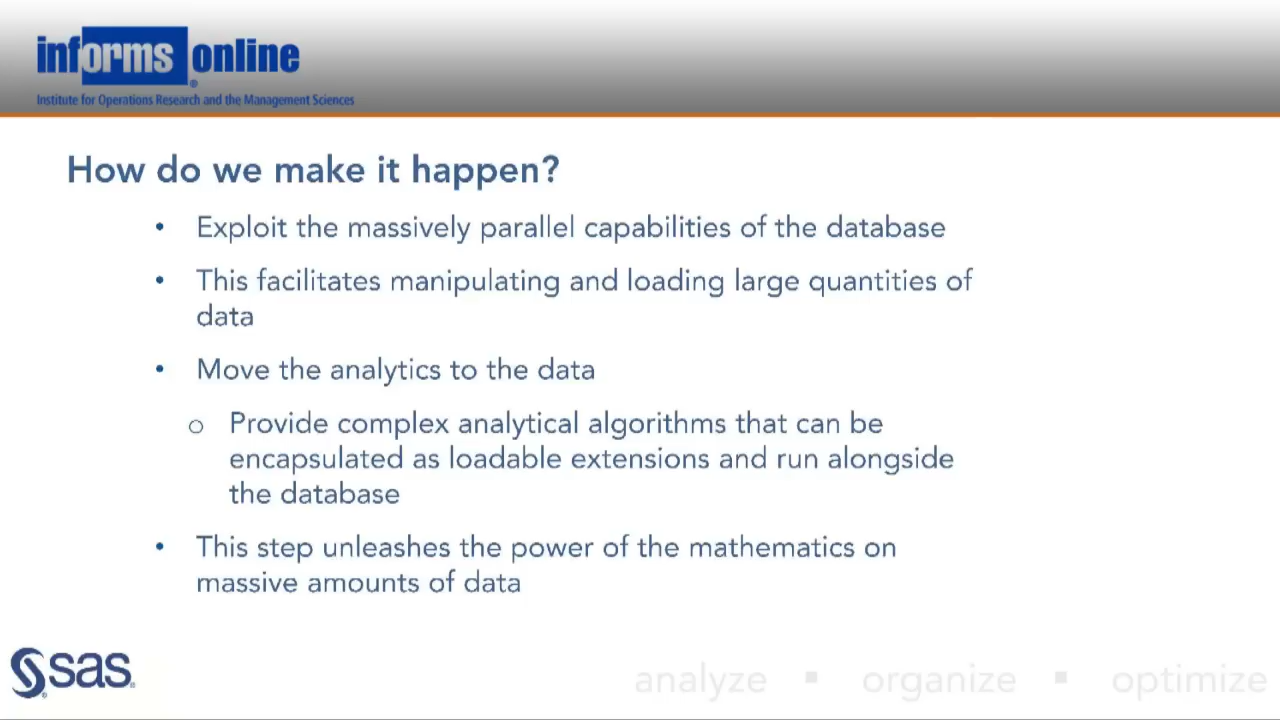 informs online
Institute for Operations Research and the Management Sciences
How do we make it happen?
• Exploit the massively parallel capabilities of the database
• This facilitates manipulating and loading large quantities of
data
• Move the analytics to the data
o Provide complex analytical algorithms that can be
encapsulated as loadable extensions and run alongside
the database
• This step unleashes the power of the mathematics on
massive amounts of data
sas
analyze ▪ organize ▪ optimize